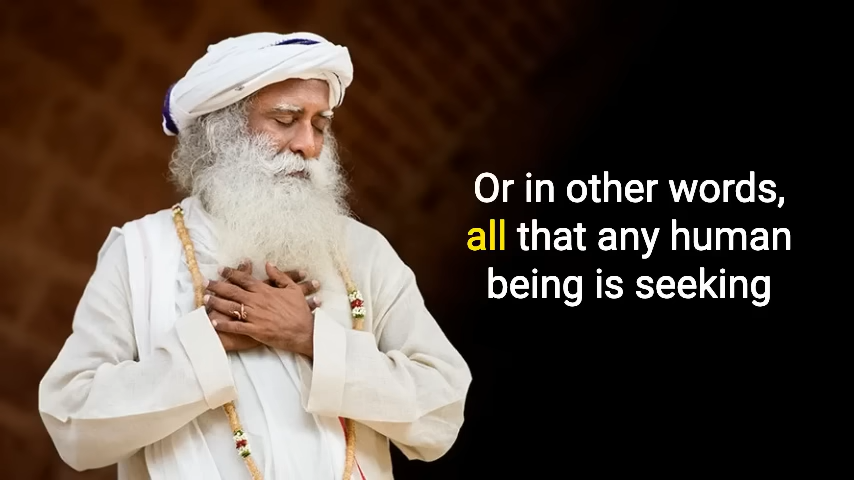 Or in other words,
all that any human
being is seeking